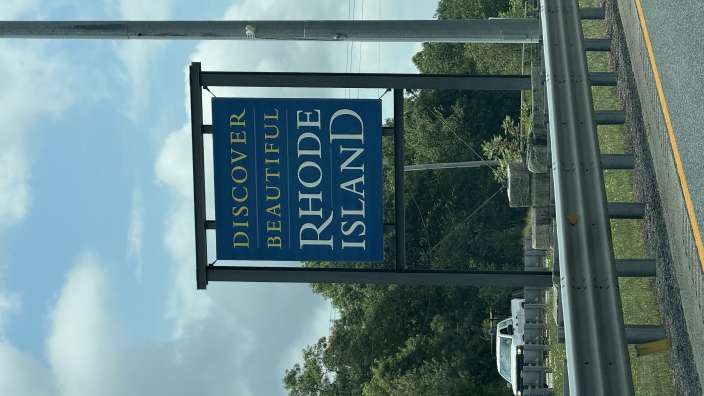 DISCOVER
BEAUTIFUL
RHODE
ISLAND